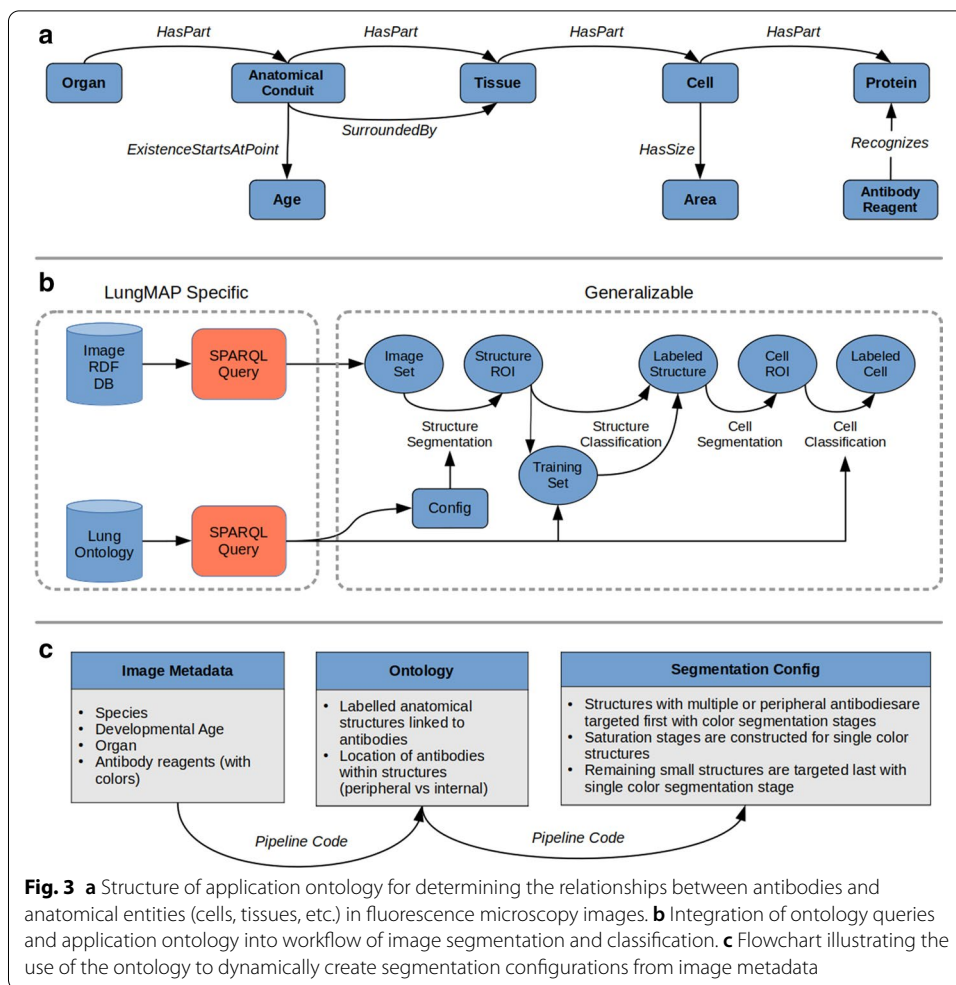 a
HasPart
HasPart
HasPart
HasPart
Organ
Anatomical
Conduit
Tissue
Cell
Protein
SurroundedBy
ExistenceStartsAtPoint
HasSize
Recognizes
Age
Area
Antibody
Reagent
b
LungMAP Specific
Generalizable
Image
RDF
DB
SPARQL
Query
Image
Set
Structure
ROI
Labeled
Structure
Cell
ROI
Labeled
Cell
Structure
Segmentation
Structure
Classification
Cell
Segmentation
Cell
Classification
Training
Set
Config
Lung
Ontology
SPARQL
Query
c
Image Metadata
• Species
• Developmental Age
• Organ
• Antibody reagents (with
colors)
Ontology
• Labelled anatomical
structures linked to
antibodies
• Location of antibodies
within structures
(peripheral vs internal)
Segmentation Config
• Structures with multiple or peripheral antibodiesare
targeted first with color segmentation stages
• Saturation stages are constructed for single color
structures
• Remaining small structures are targeted last with
single color segmentation stage
Pipeline Code
Pipeline Code
Fig. 3 a Structure of application ontology for determining the relationships between antibodies and
anatomical entities (cells, tissues, etc.) in fluorescence microscopy images. b Integration of ontology queries
and application ontology into workflow of image segmentation and classification. c Flowchart illustrating the
use of the ontology to dynamically create segmentation configurations from image metadata